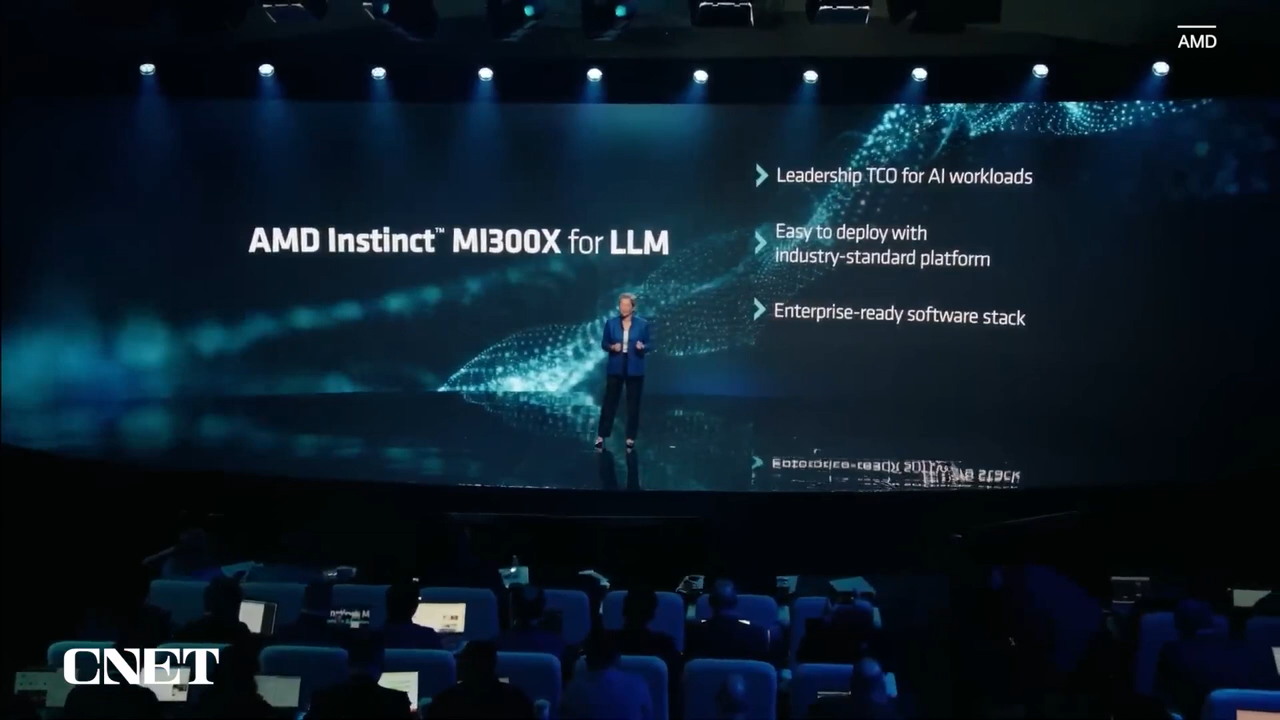 AMD
AMD Instinct™ MI300X for LLM
Leadership TCO for AI workloads
Easy to deploy with
industry-standard platform
Enterprise-ready software stack
CNET